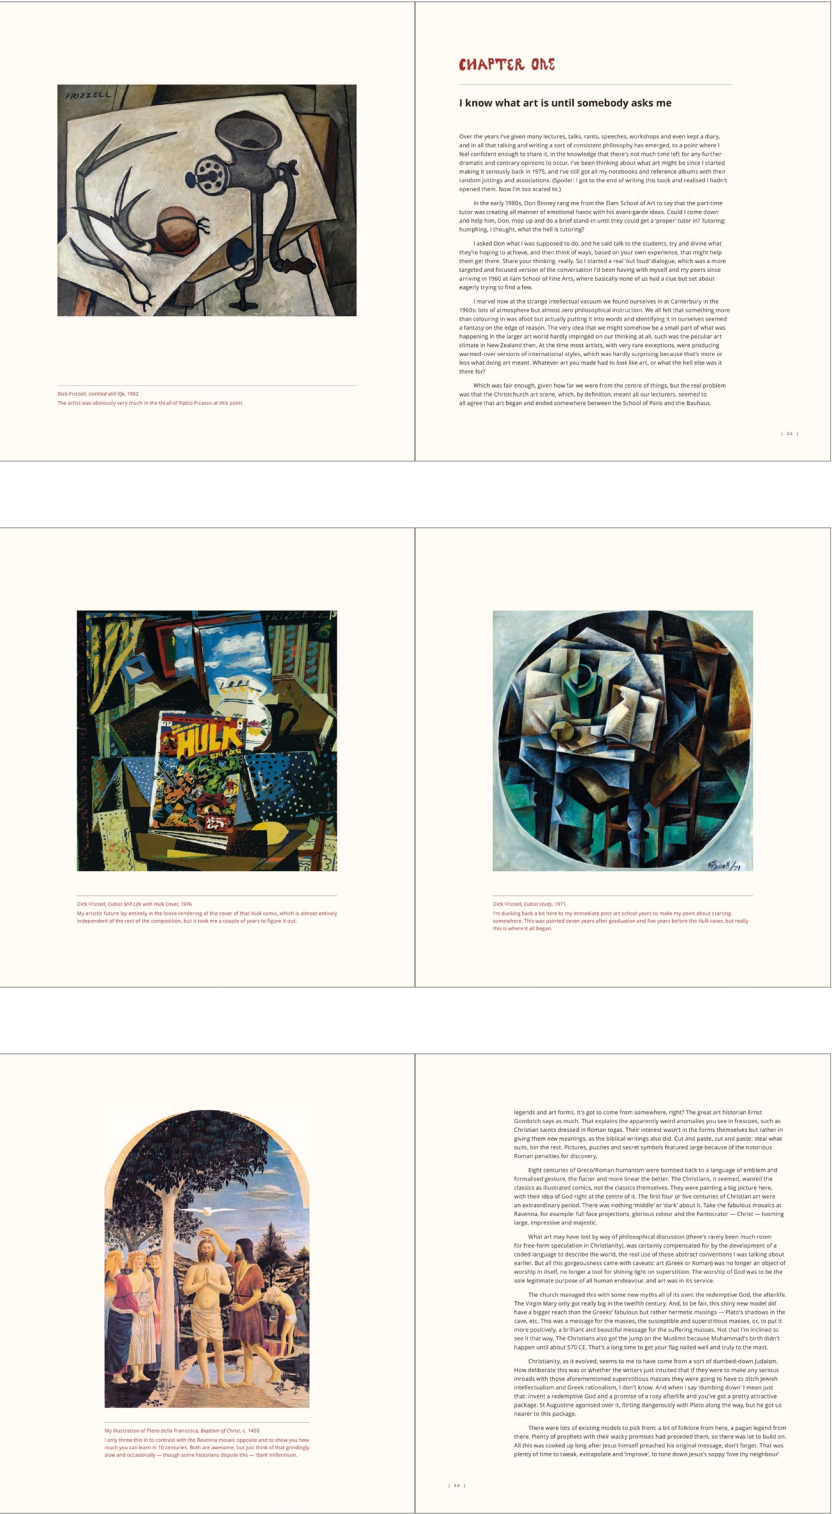 FRIZZELL
Dick Frizzell, Untitled still life, 1992
The artist was obviously very much in the thrall of Pablo Picasso at this point.
CHAPTER ONE
I know what art is until somebody asks me
Over the years I've given many lectures, talks, rants, speeches, workshops and even kept a diary,
and in all that talking and writing a sort of consistent philosophy has emerged, to a point where I
feel confident enough to share it, in the knowledge that there's not much time left for any further
dramatic and contrary opinions to occur. I've been thinking about what art might be since I started
making it seriously back in 1975, and I've still got all my notebooks and reference albums with their
random jottings and associations. (Spoiler: I got to the end of writing this book and realised I hadn't
opened them. Now I'm too scared to.)
In the early 1980s, Don Binney rang me from the Elam School of Art to say that the part-time
tutor was creating all manner of emotional havoc with his avant-garde ideas. Could I come down
and help him, Don, mop up and do a brief stand-in until they could get a 'proper' tutor in? Tutoring:
humphing, I thought, what the hell is tutoring?
I asked Don what I was supposed to do, and he said talk to the students, try and divine what
they're hoping to achieve, and then think of ways, based on your own experience, that might help
them get there. Share your thinking, really. So I started a real 'out loud' dialogue, which was a more
targeted and focused version of the conversation I'd been having with myself and my peers since
arriving in 1960 at Ilam School of Fine Arts, where basically none of us had a clue but set about
eagerly trying to find a few.
I marvel now at the strange intellectual vacuum we found ourselves in at Canterbury in the
1960s: lots of atmosphere but almost zero philosophical instruction. We all felt that something more
than colouring in was afoot but actually putting it into words and identifying it in ourselves seemed
a fantasy on the edge of reason. The very idea that we might somehow be a small part of what was
happening in the larger art world hardly impinged on our thinking at all, such was the peculiar art
climate in New Zealand then. At the time most artists, with very rare exceptions, were producing
warmed-over versions of international styles, which was hardly surprising because that's more or
less what doing art meant. Whatever art you made had to look like art, or what the hell else was it
there for?
Which was fair enough, given how far we were from the centre of things, but the real problem
was that the Christchurch art scene, which, by definition, meant all our lecturers, seemed to
all agree that art began and ended somewhere between the School of Paris and the Bauhaus.
| 23 |
FRIZZELL
HULK
Dick Frizzell, Cubist Still Life with Hulk Cover, 1976
My artistic future lay entirely in the loose rendering of the cover of that Hulk comic, which is almost entirely
independent of the rest of the composition, but it took me a couple of years to figure it out.
Frizzell/71
Dick Frizzell, Cubist study, 1971
I'm ducking back a bit here to my immediate post-art school years to make my point about starting
somewhere. This was painted seven years after graduation and five years before the Hulk cover, but really
this is where it all began.
My illustration of Piero della Francesca, Baptism of Christ, c. 1450
I only throw this in to contrast with the Ravenna mosaic opposite and to show you how
much you can learn in 10 centuries. Both are awesome, but just think of that grindingly
slow and occasionally — though some historians dispute this — 'dark' millennium.
legends and art forms. It's got to come from somewhere, right? The great art historian Ernst
Gombrich says as much. That explains the apparently weird anomalies you see in frescoes, such as
Christian saints dressed in Roman togas. Their interest wasn't in the forms themselves but rather in
giving them new meanings, as the biblical writings also did. Cut and paste, cut and paste; steal what
suits, bin the rest. Pictures, puzzles and secret symbols featured large because of the notorious
Roman penalties for discovery.
Eight centuries of Greco/Roman humanism were bombed back to a language of emblem and
formalised gesture, the flatter and more linear the better. The Christians, it seemed, wanted the
classics as illustrated comics, not the classics themselves. They were painting a big picture here,
with their idea of God right at the centre of it. The first four or five centuries of Christian art were
an extraordinary period. There was nothing 'middle' or 'dark' about it. Take the fabulous mosaics at
Ravenna, for example: full face projections, glorious colour and the Pantocrator — Christ — looming
large, impressive and majestic.
What art may have lost by way of philosophical discussion (there's rarely been much room
for free-form speculation in Christianity), was certainly compensated for by the development of a
coded language to describe the world, the real use of those abstract conventions I was talking about
earlier. But all this gorgeousness came with caveats: art (Greek or Roman) was no longer an object of
worship in itself, no longer a tool for shining light on superstition. The worship of God was to be the
sole legitimate purpose of all human endeavour, and art was in its service.
The church managed this with some new myths all of its own: the redemptive God, the afterlife.
The Virgin Mary only got really big in the twelfth century. And, to be fair, this shiny new model did
have a bigger reach than the Greeks' fabulous but rather hermetic musings — Plato's shadows in the
cave, etc. This was a message for the masses, the susceptible and superstitious masses, or, to put it
more positively, a brilliant and beautiful message for the suffering masses. Not that I'm inclined to
see it that way. The Christians also got the jump on the Muslims because Muhammad's birth didn't
happen until about 570 CE. That's a long time to get your flag nailed well and truly to the mast.
Christianity, as it evolved, seems to me to have come from a sort of dumbed-down Judaism.
How deliberate this was or whether the writers just intuited that if they were to make any serious
inroads with those aforementioned superstitious masses they were going to have to ditch Jewish
intellectualism and Greek rationalism, I don't know. And when I say 'dumbing down' I mean just
that: invent a redemptive God and a promise of a rosy afterlife and you've got a pretty attractive
package. St Augustine agonised over it, flirting dangerously with Plato along the way, but he got us
nearer to this package.
There were lots of existing models to pick from: a bit of folklore from here, a pagan legend from
there. Plenty of prophets with their wacky promises had preceded them, so there was lot to build on.
All this was cooked up long after Jesus himself preached his original message, don't forget. That was
plenty of time to tweak, extrapolate and 'improve', to tone down Jesus's soppy 'love thy neighbour'